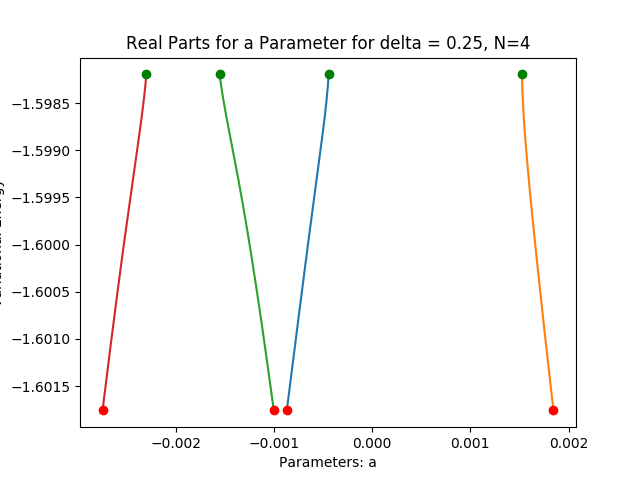 Real Parts for a Parameter for delta = 0.25, N=4
−1.5985
−1.5990
−1.5995
−1.6000
−1.6005
−1.6010
−1.6015
−0.002 −0.001 0.000 0.001 0.002
Parameters: a